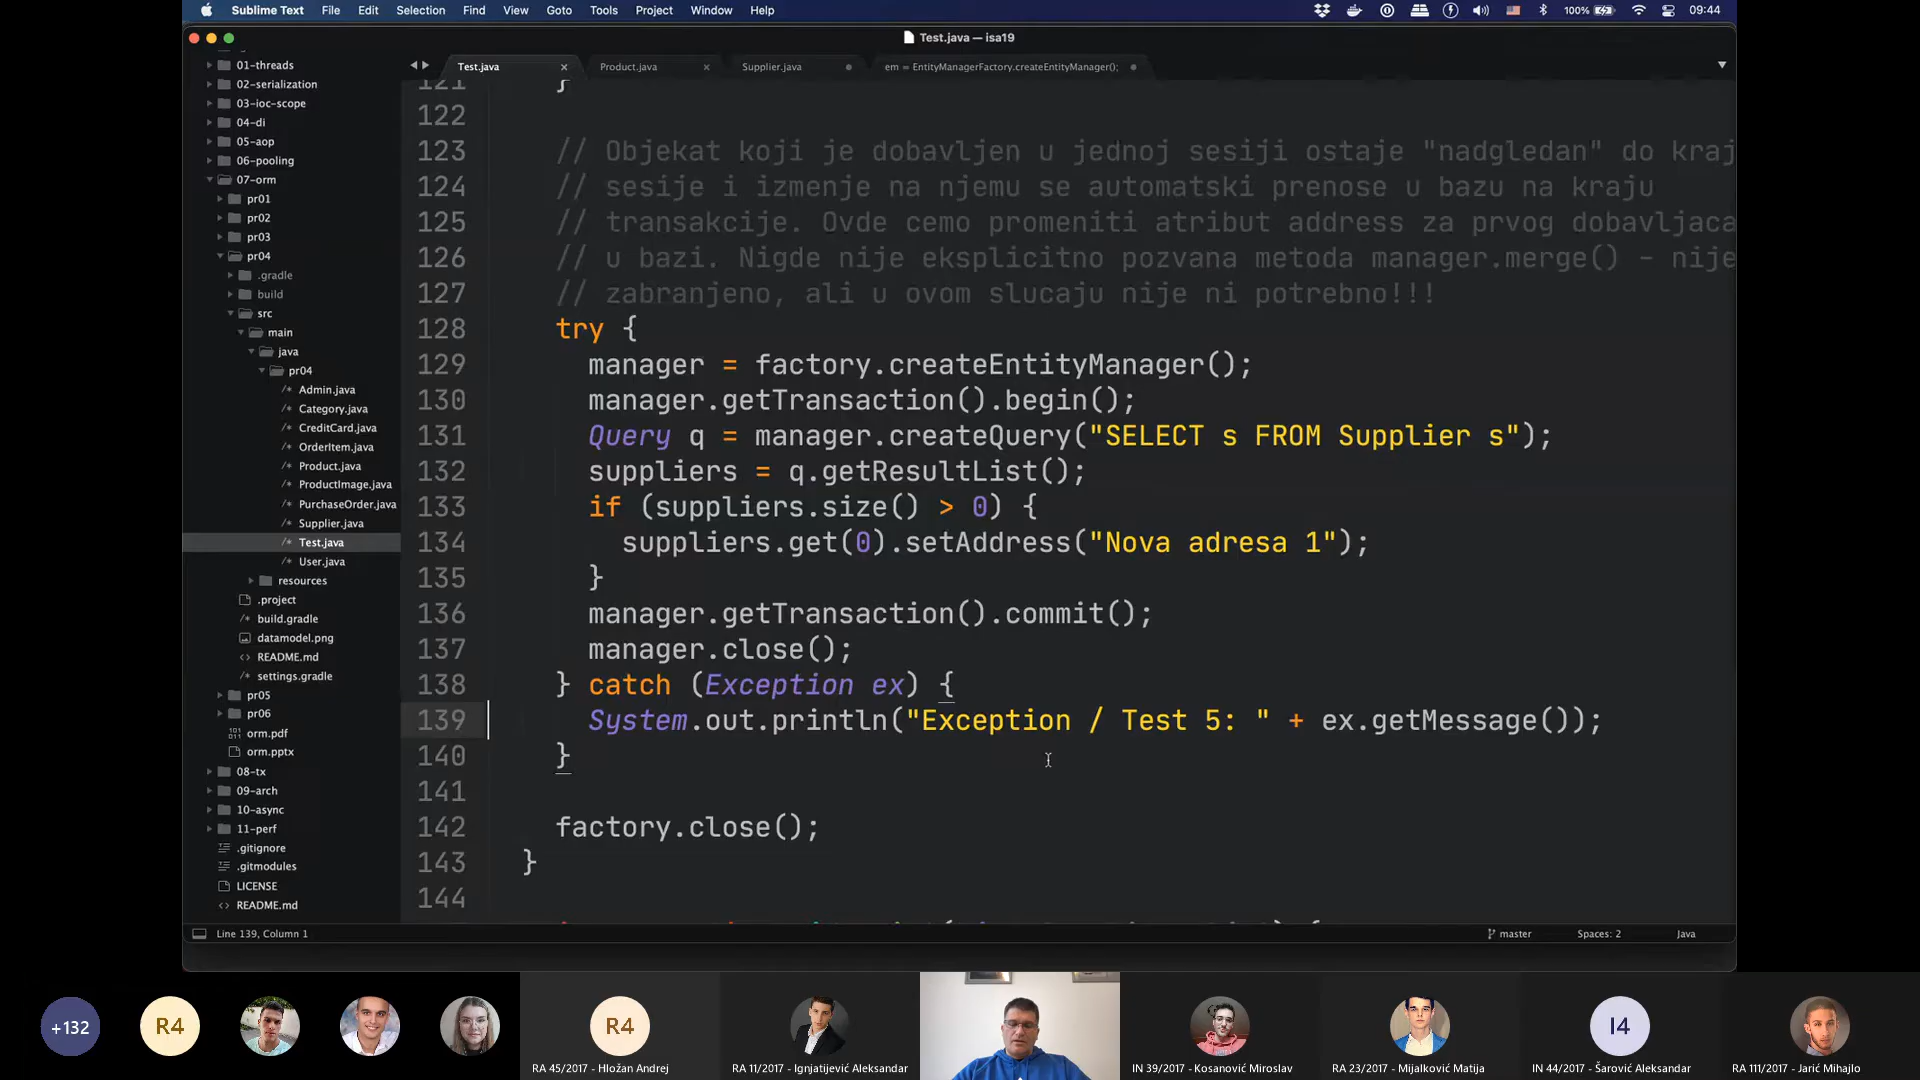 Sublime Text File Edit Selection Find View Goto Tools Project Window Help
100% 09:44
Test.java — isa19
Test.java Product.java Supplier.java em = EntityManagerFactory.createEntityManager();
01-threads
02-serialization
03-ioc-scope
04-di
05-aop
06-pooling
07-orm
pr01
pr02
pr03
pr04
.gradle
build
src
main
java
pr04
Admin.java
Category.java
CreditCard.java
OrderItem.java
Product.java
ProductImage.java
PurchaseOrder.java
Supplier.java
Test.java
User.java
resources
.project
build.gradle
datamodel.png
README.md
settings.gradle
pr05
pr06
orm.pdf
orm.pptx
08-tx
09-arch
10-async
11-perf
.gitignore
.gitmodules
LICENSE
README.md
121 }
122
123 // Objekat koji je dobavljen u jednoj sesiji ostaje "nadgledan" do kraj
124 // sesije i izmenje na njemu se automatski prenose u bazu na kraju
125 // transakcije. Ovde cemo promeniti atribut address za prvog dobavljaca
126 // u bazi. Nigde nije eksplicitno pozvana metoda manager.merge() - nije
127 // zabranjeno, ali u ovom slucaju nije ni potrebno!!!
128 try {
129 manager = factory.createEntityManager();
130 manager.getTransaction().begin();
131 Query q = manager.createQuery("SELECT s FROM Supplier s");
132 suppliers = q.getResultList();
133 if (suppliers.size() > 0) {
134 suppliers.get(0).setAddress("Nova adresa 1");
135 }
136 manager.getTransaction().commit();
137 manager.close();
138 } catch (Exception ex) {
139 System.out.println("Exception / Test 5: " + ex.getMessage());
140 }
141
142 factory.close();
143 }
144
Line 139, Column 1 master Spaces: 2 Java
+132 R4 R4 I4
RA 45/2017 - Hložan Andrej RA 11/2017 - Ignjatijević Aleksandar IN 39/2017 - Kosanović Miroslav RA 23/2017 - Mijalković Matija IN 44/2017 - Šarović Aleksandar RA 111/2017 - Jarić Mihajlo